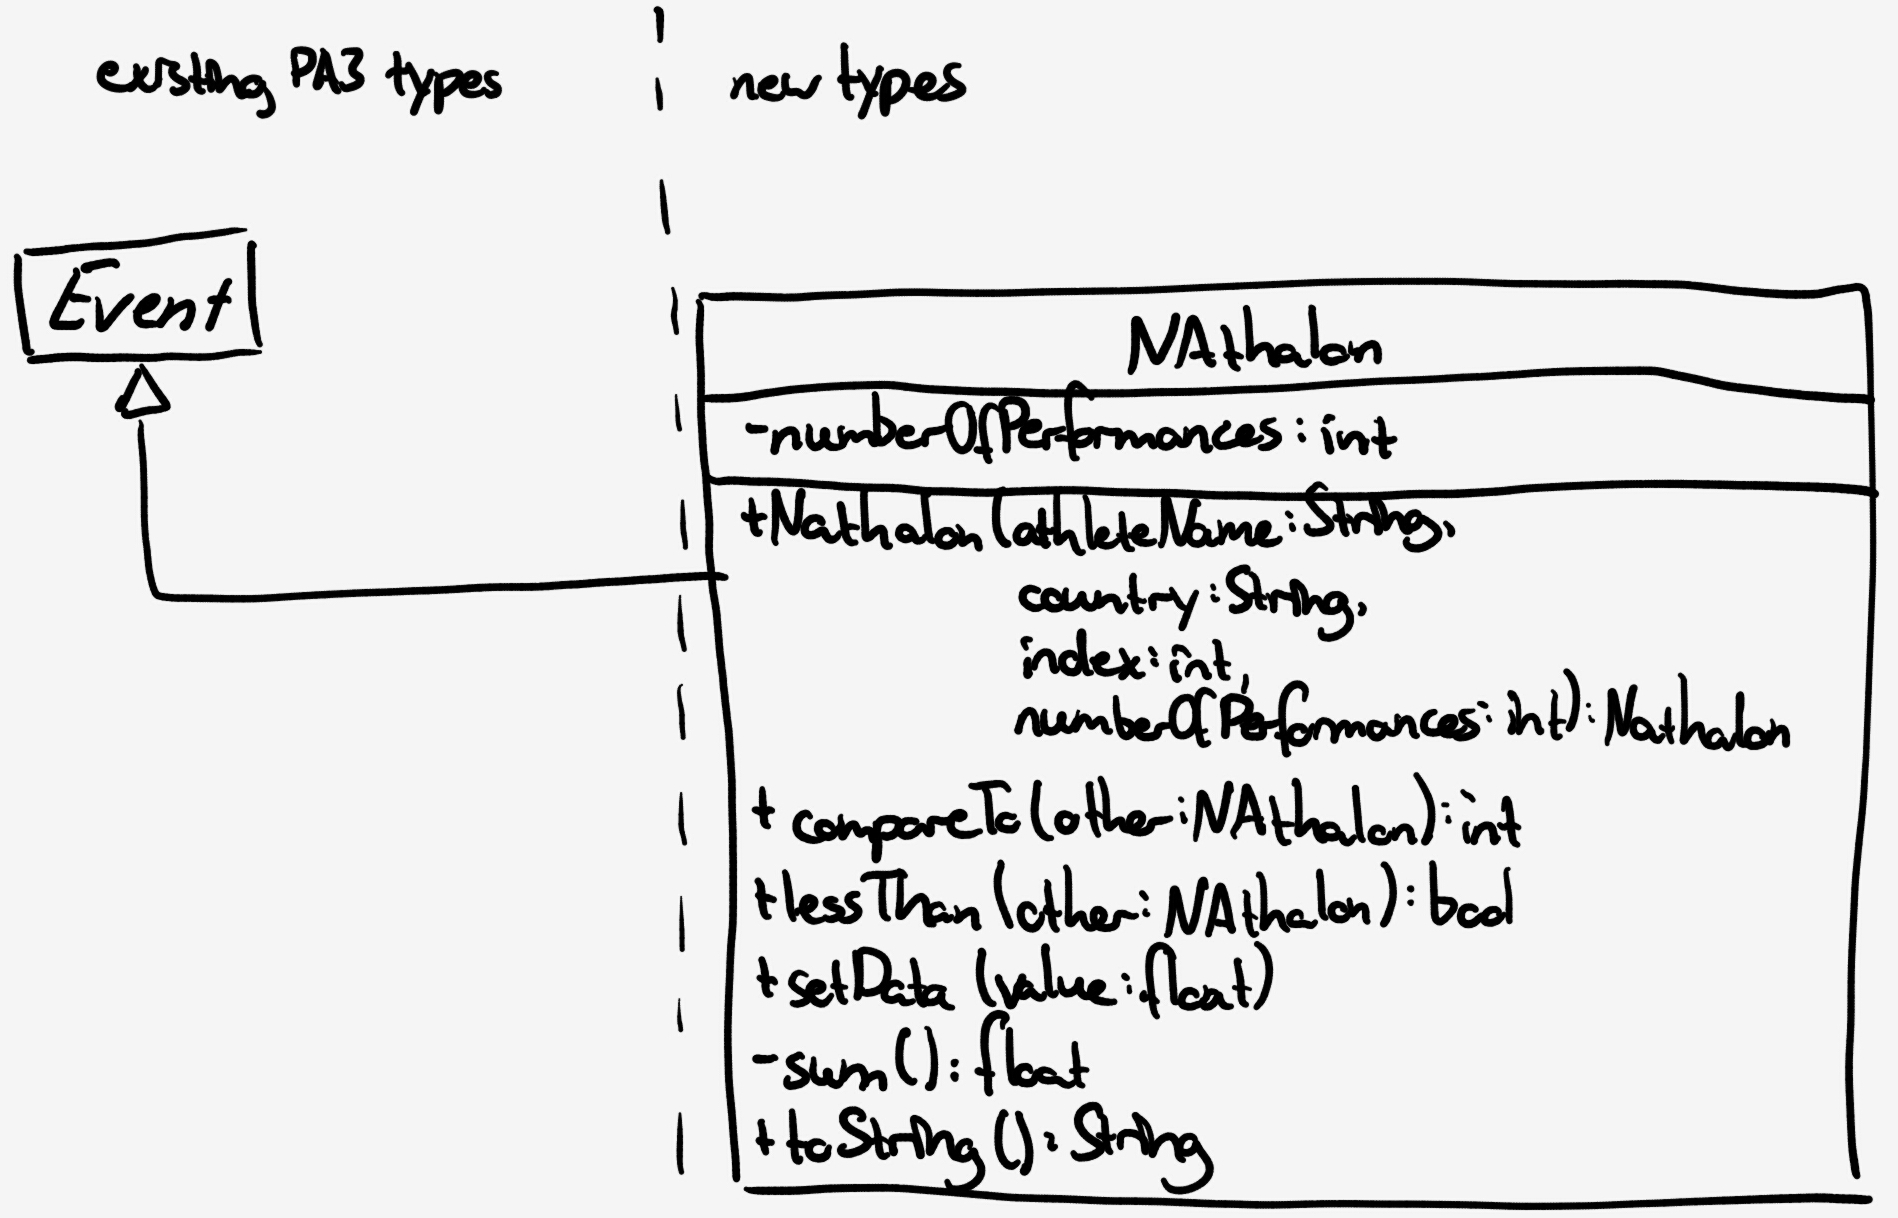 existing PA3 types
new types
Event
NAthalon
-numberOfPerformances: int
+Nathalon (athleteName: String,
country: String,
index: int,
numberOfPerformances: int): Nathalon
+ compareTo (other: NAthalon): int
+ lessThan (other: NAthalon): bool
+ setData (value: float)
- sum(): float
+ toString(): String